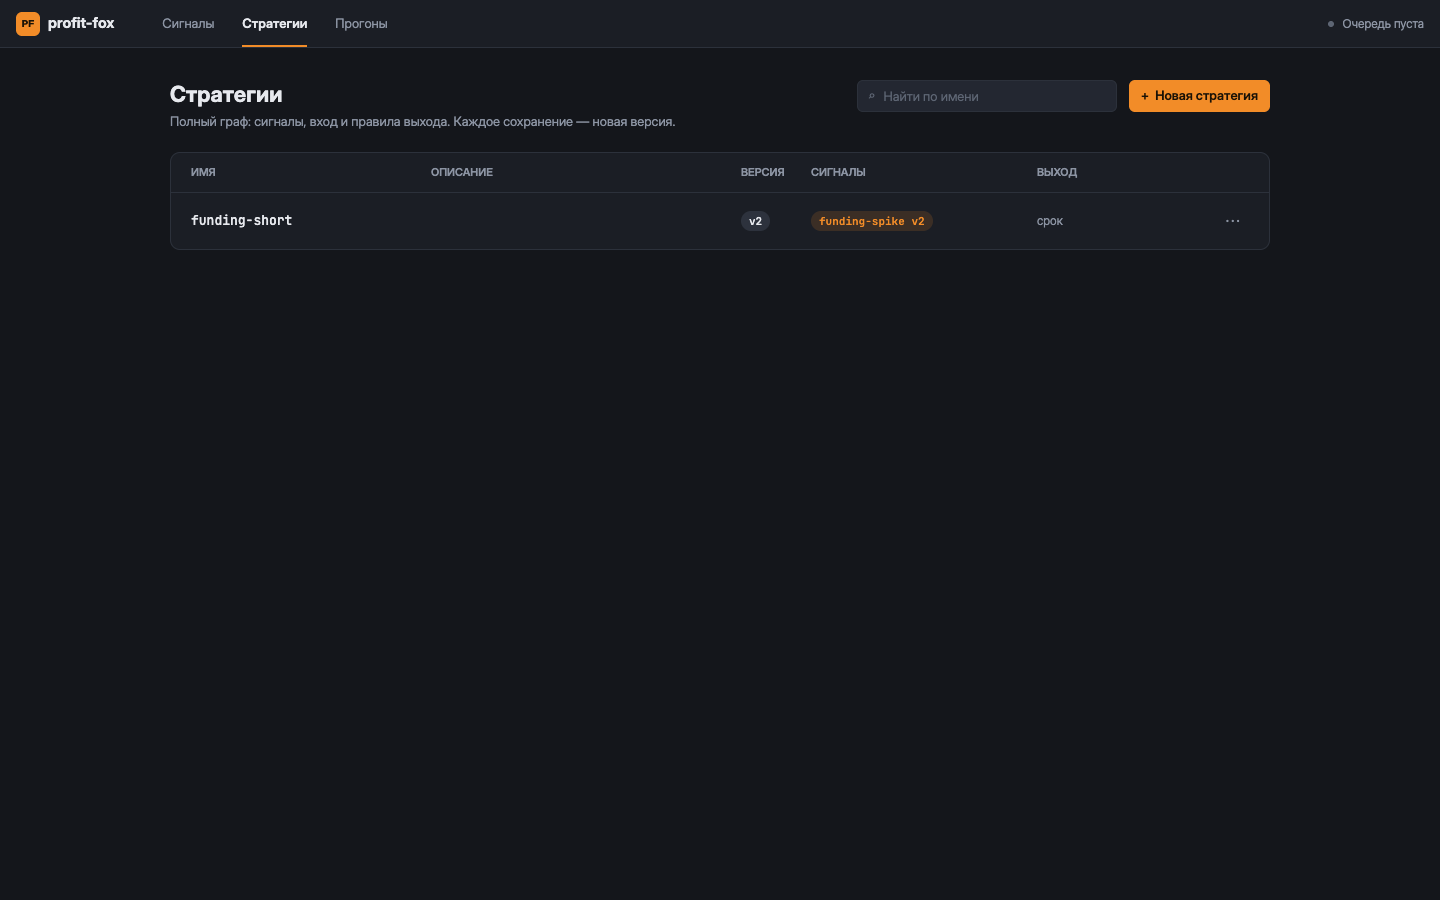 PF profit-fox Сигналы Стратегии Прогоны Очередь пуста
Стратегии
Найти по имени
+ Новая стратегия
Полный граф: сигналы, вход и правила выхода. Каждое сохранение — новая версия.
ИМЯ ОПИСАНИЕ ВЕРСИЯ СИГНАЛЫ ВЫХОД
funding-short v2 funding-spike v2 срок ···